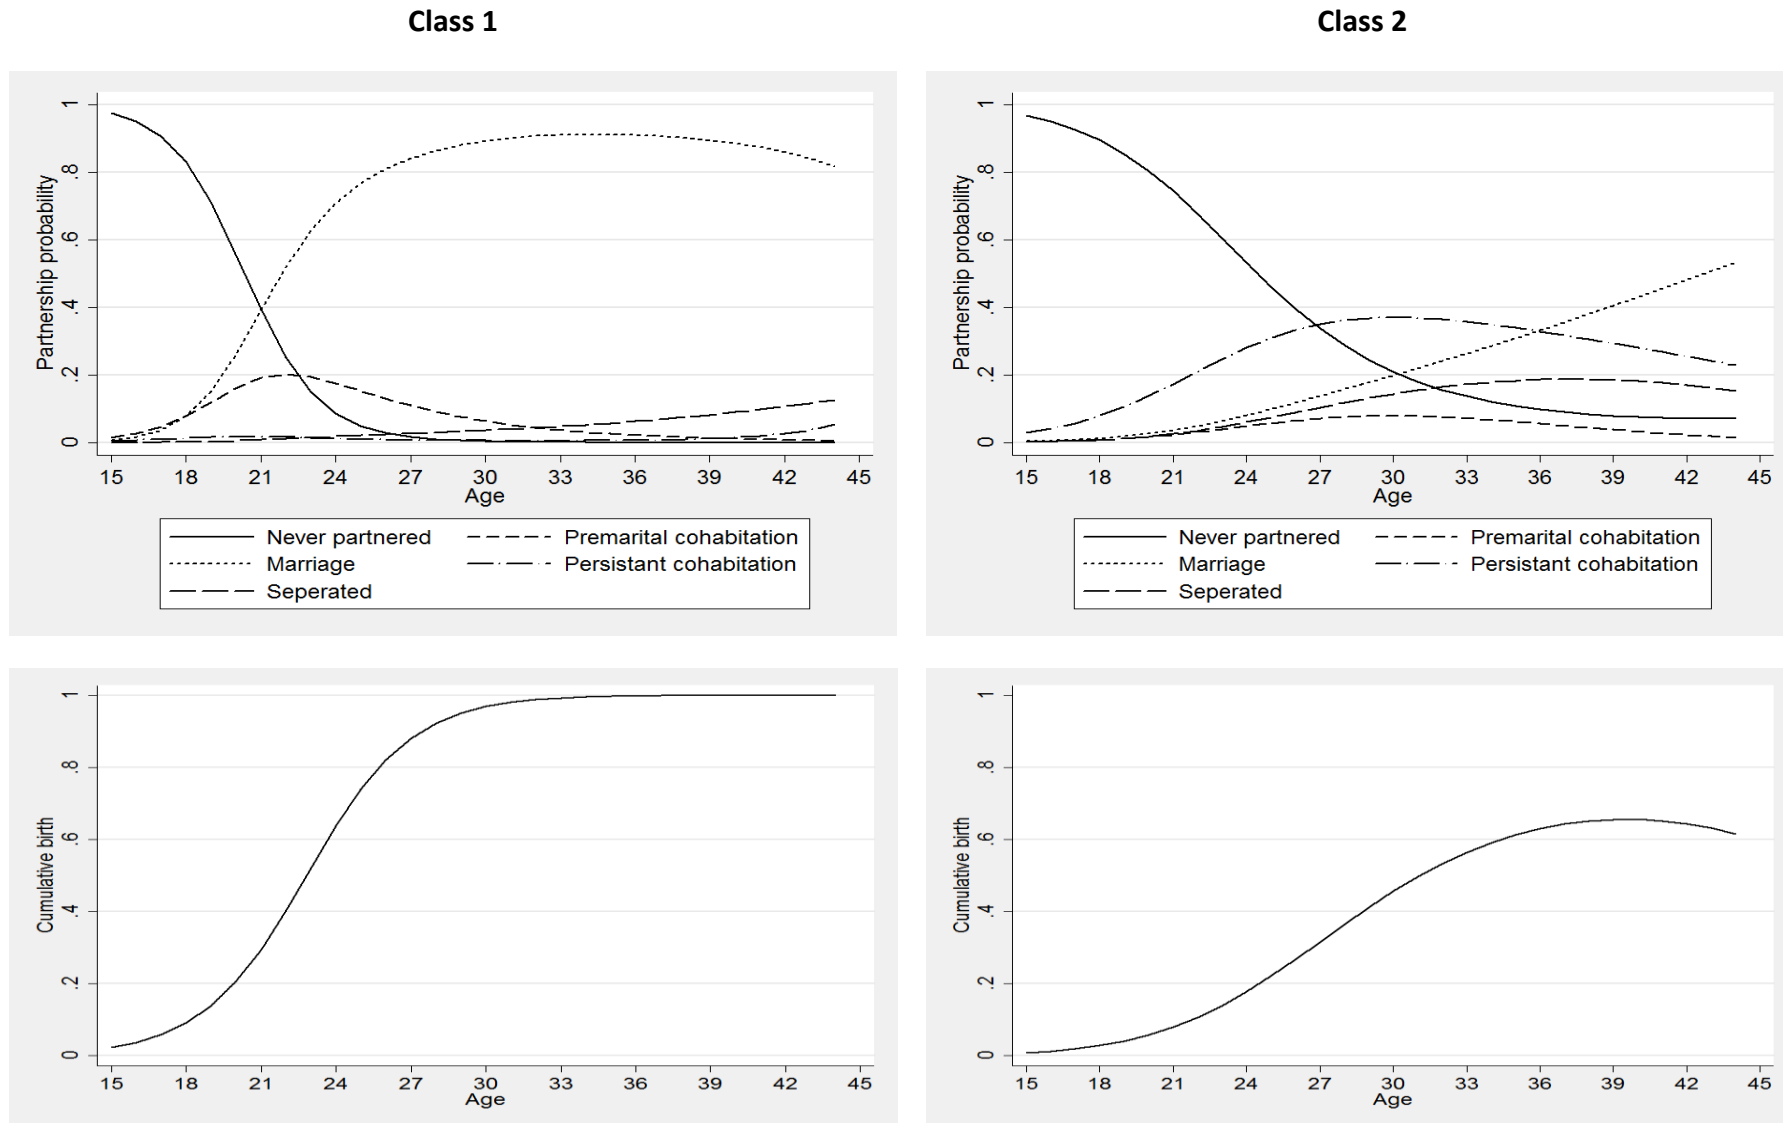 Class 1
Class 2
Partnership probability
0 .2 .4 .6 .8 1
15 18 21 24 27 30 33 36 39 42 45
Age
Never partnered Premarital cohabitation
Marriage Persistant cohabitation
Seperated
Partnership probability
0 .2 .4 .6 .8 1
15 18 21 24 27 30 33 36 39 42 45
Age
Never partnered Premarital cohabitation
Marriage Persistant cohabitation
Seperated
Cumulative birth
0 .2 .4 .6 .8 1
15 18 21 24 27 30 33 36 39 42 45
Age
Cumulative birth
0 .2 .4 .6 .8 1
15 18 21 24 27 30 33 36 39 42 45
Age